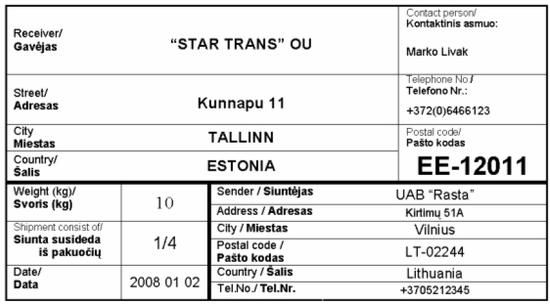 Receiver/
Gavėjas
"STAR TRANS" OU
Contact person/
Kontaktinis asmuo:
Marko Livak
Street/
Adresas
Kunnapu 11
Telephone No./
Telefono Nr.:
+372(0)6466123
City
Miestas
TALLINN
Postal code/
Pašto kodas
EE-12011
Country/
Šalis
ESTONIA
Weight (kg)/
Svoris (kg)
10
Sender / Siuntėjas
UAB “Rasta”
Address / Adresas
Kirtimų 51A
Shipment consist of/
Siunta susideda
iš pakuočių
1/4
City / Miestas
Vilnius
Postal code /
Pašto kodas
LT-02244
Date/
Data
2008 01 02
Country / Šalis
Lithuania
Tel.No./ Tel.Nr.
+3705212345